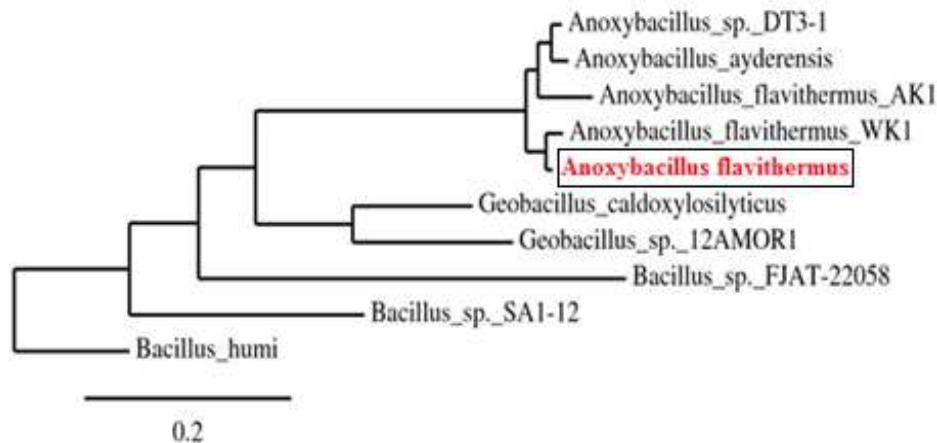 Anoxybacillus_sp._DT3-1
Anoxybacillus_ayderensis
Anoxybacillus_flavithermus_AK1
Anoxybacillus_flavithermus_WK1
Anoxybacillus flavithermus
Geobacillus_caldoxylosilyticus
Geobacillus_sp._12AMOR1
Bacillus_sp._FJAT-22058
Bacillus_sp._SA1-12
Bacillus_humi
0.2